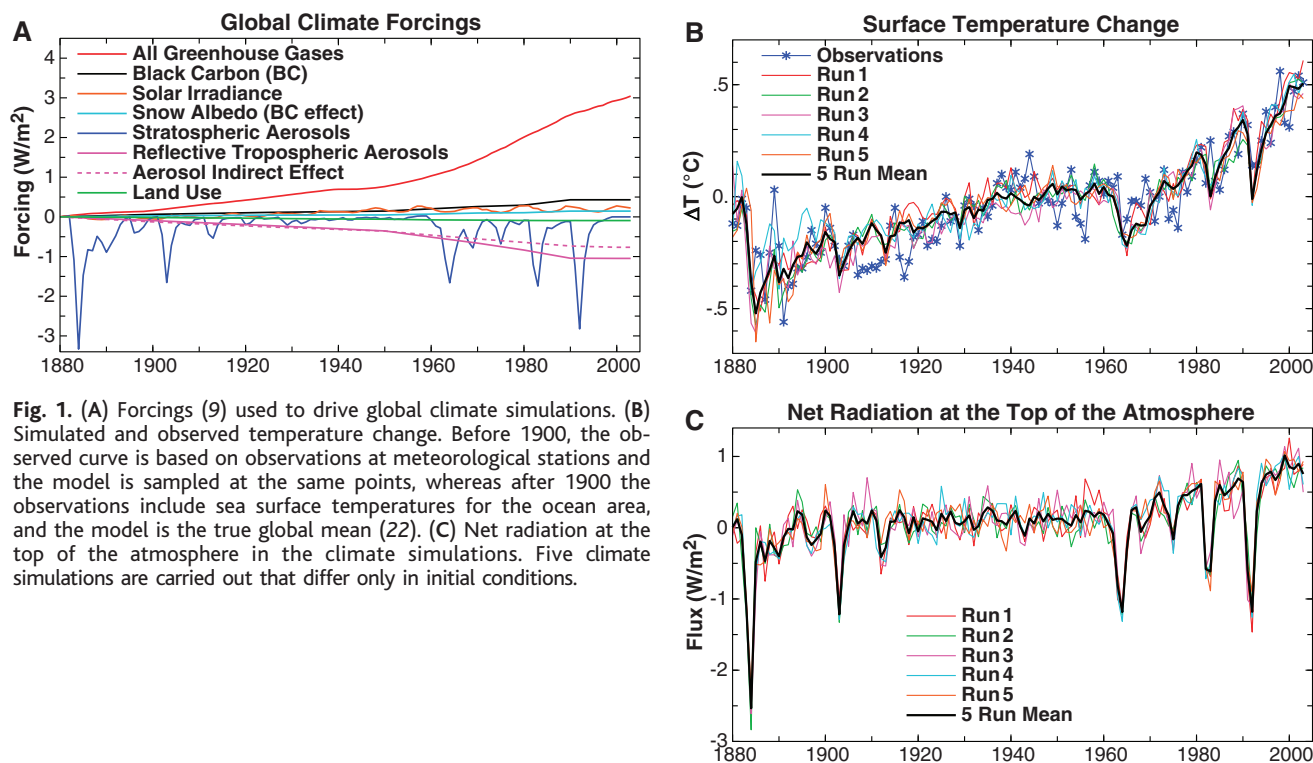 A
Global Climate Forcings
All Greenhouse Gases
Black Carbon (BC)
Solar Irradiance
Snow Albedo (BC effect)
Stratospheric Aerosols
Reflective Tropospheric Aerosols
Aerosol Indirect Effect
Land Use
Forcing (W/m²)
4
3
2
1
0
-1
-2
-3
1880 1900 1920 1940 1960 1980 2000
Fig. 1. (A) Forcings (9) used to drive global climate simulations. (B)
Simulated and observed temperature change. Before 1900, the ob-
served curve is based on observations at meteorological stations and
the model is sampled at the same points, whereas after 1900 the
observations include sea surface temperatures for the ocean area,
and the model is the true global mean (22). (C) Net radiation at the
top of the atmosphere in the climate simulations. Five climate
simulations are carried out that differ only in initial conditions.
B
Surface Temperature Change
Observations
Run 1
Run 2
Run 3
Run 4
Run 5
5 Run Mean
ΔT (°C)
.5
0.
-.5
1880 1900 1920 1940 1960 1980 2000
C
Net Radiation at the Top of the Atmosphere
Flux (W/m²)
1
0
-1
-2
-3
Run 1
Run 2
Run 3
Run 4
Run 5
5 Run Mean
1880 1900 1920 1940 1960 1980 2000